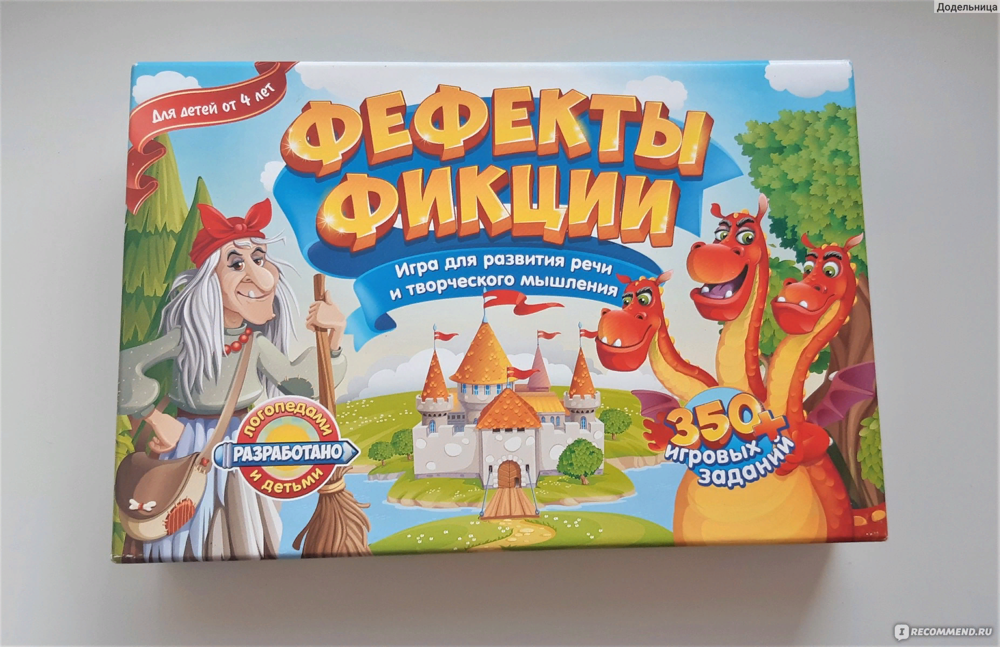 Додельница
Для детей от 4 лет
ФЕФЕКТЫ
ФИКЦИИ
Игра для развития речи
и творческого мышления
логопедами
РАЗРАБОТАНО
и детьми
350+
игровых
заданий
IRECOMMEND.RU